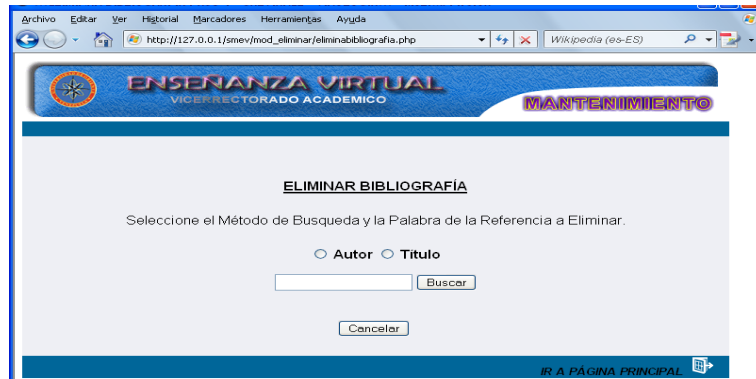 Archivo Editar Ver Historial Marcadores Herramientas Ayuda
http://127.0.0.1/smev/mod_eliminar/eliminabibliografia.php Wikipedia (es-ES)
ENSEÑANZA VIRTUAL
VICERRECTORADO ACADEMICO
MANTENIMIENTO
ELIMINAR BIBLIOGRAFÍA
Seleccione el Método de Busqueda y la Palabra de la Referencia a Eliminar.
Autor Titulo
Buscar
Cancelar
IR A PÁGINA PRINCIPAL